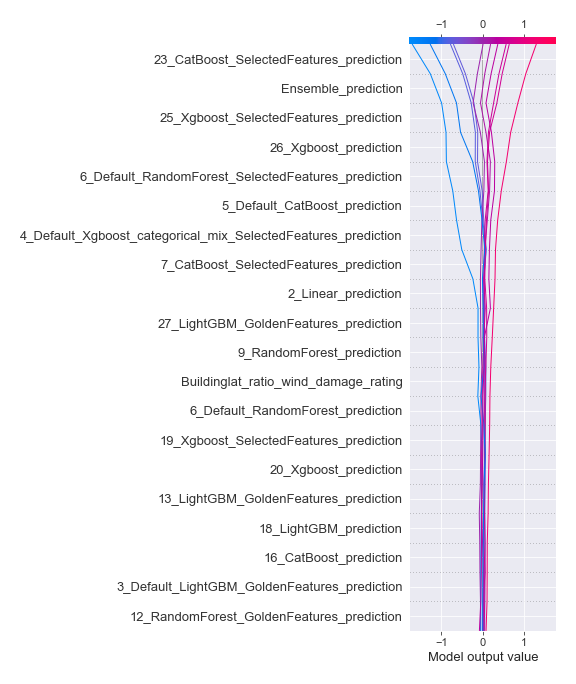 −1 0 1
23_CatBoost_SelectedFeatures_prediction
Ensemble_prediction
25_Xgboost_SelectedFeatures_prediction
26_Xgboost_prediction
6_Default_RandomForest_SelectedFeatures_prediction
5_Default_CatBoost_prediction
4_Default_Xgboost_categorical_mix_SelectedFeatures_prediction
7_CatBoost_SelectedFeatures_prediction
2_Linear_prediction
27_LightGBM_GoldenFeatures_prediction
9_RandomForest_prediction
Buildinglat_ratio_wind_damage_rating
6_Default_RandomForest_prediction
19_Xgboost_SelectedFeatures_prediction
20_Xgboost_prediction
13_LightGBM_GoldenFeatures_prediction
18_LightGBM_prediction
16_CatBoost_prediction
3_Default_LightGBM_GoldenFeatures_prediction
12_RandomForest_GoldenFeatures_prediction
−1 0 1
Model output value